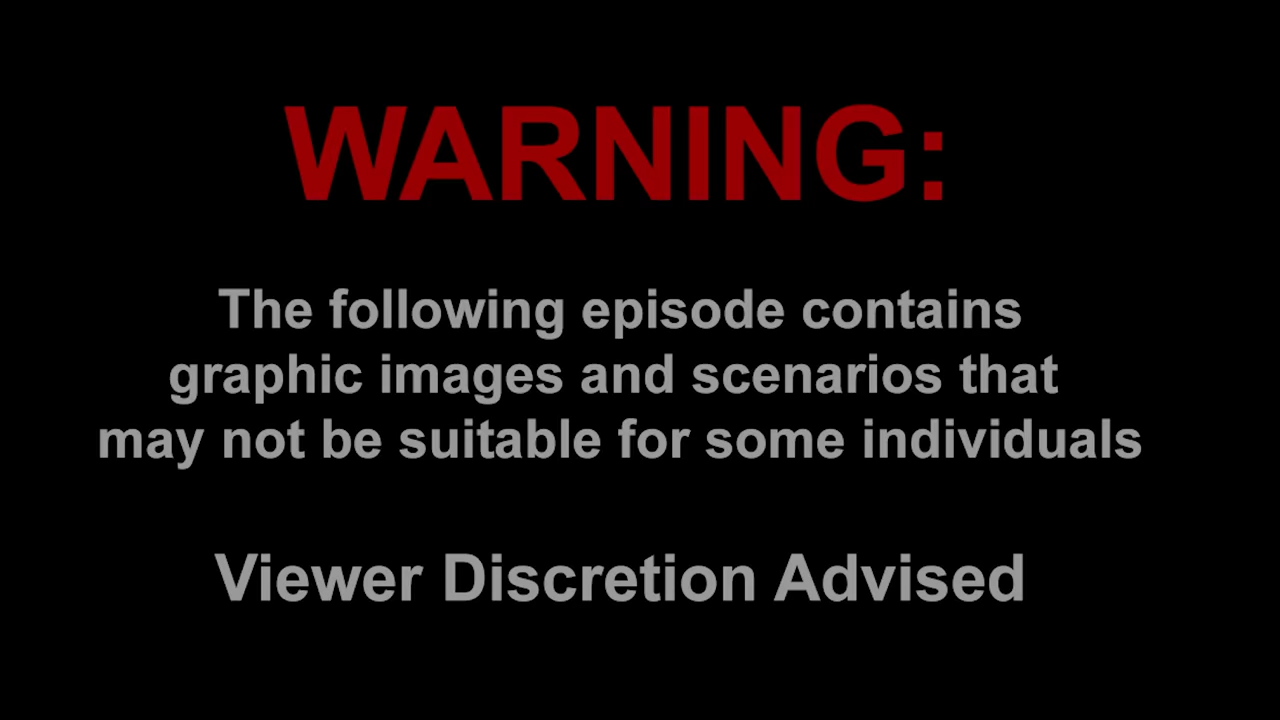 WARNING:
The following episode contains
graphic images and scenarios that
may not be suitable for some individuals
Viewer Discretion Advised